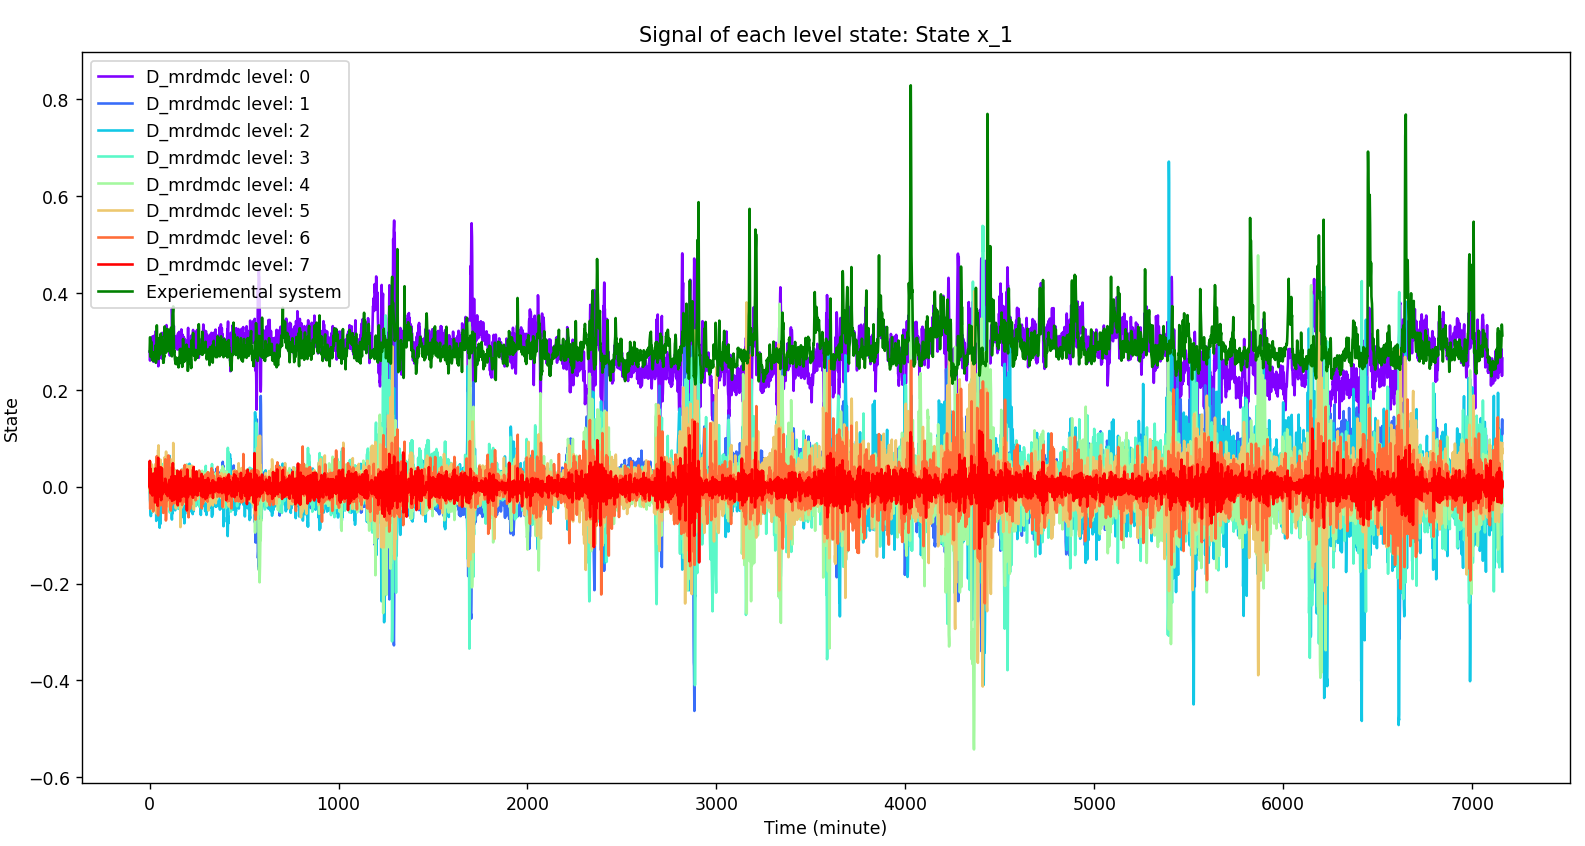 Signal of each level state: State x_1
D_mrdmdc level: 0
D_mrdmdc level: 1
D_mrdmdc level: 2
D_mrdmdc level: 3
D_mrdmdc level: 4
D_mrdmdc level: 5
D_mrdmdc level: 6
D_mrdmdc level: 7
Experiemental system
State
0.8
0.6
0.4
0.2
0.0
−0.2
−0.4
−0.6
0 1000 2000 3000 4000 5000 6000 7000
Time (minute)